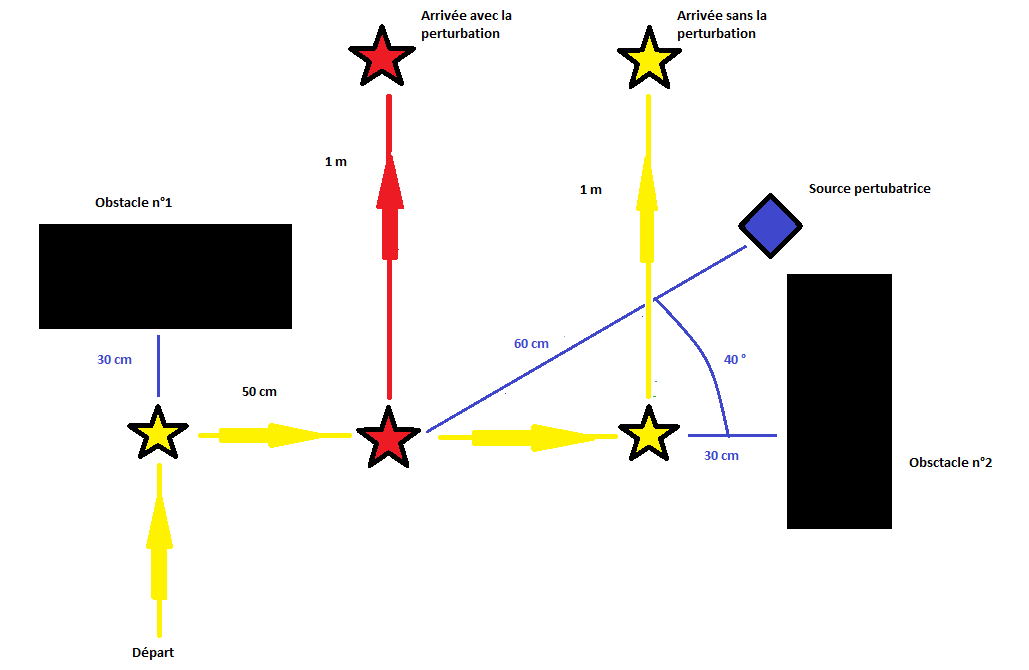 Arrivée avec la
perturbation
Arrivée sans la
perturbation
1 m
1 m
Source pertubatrice
Obstacle n°1
30 cm
50 cm
60 cm
40 °
30 cm
Obsctacle n°2
Départ